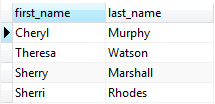 first_name last_name
Cheryl Murphy
Theresa Watson
Sherry Marshall
Sherri Rhodes